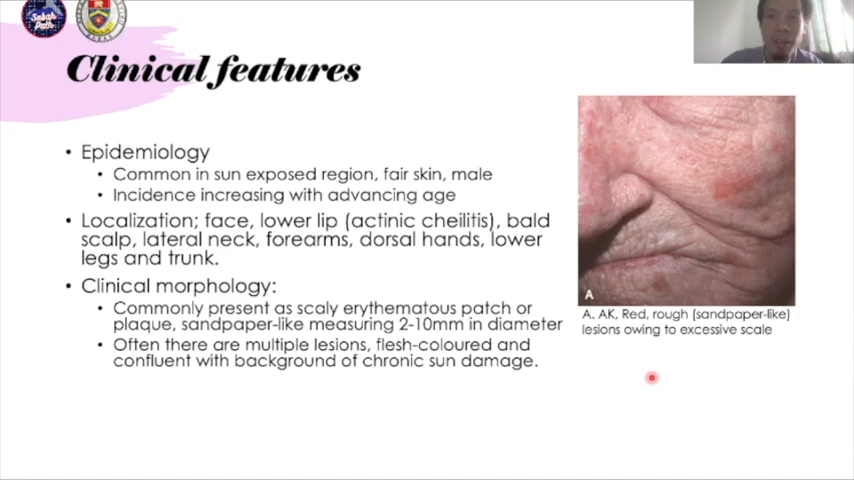 Sabah
Path
Clinical features
• Epidemiology
• Common in sun exposed region, fair skin, male
• Incidence increasing with advancing age
• Localization; face, lower lip (actinic cheilitis), bald
scalp, lateral neck, forearms, dorsal hands, lower
legs and trunk.
• Clinical morphology:
• Commonly present as scaly erythematous patch or
plaque, sandpaper-like measuring 2-10mm in diameter
• Often there are multiple lesions, flesh-coloured and
confluent with background of chronic sun damage.
A
A. AK, Red, rough (sandpaper-like)
lesions owing to excessive scale